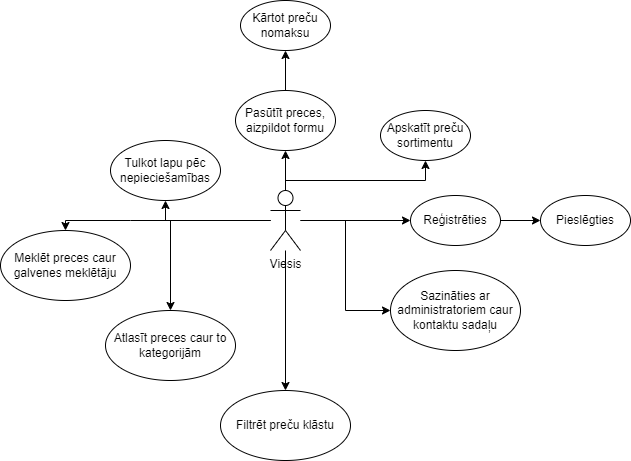 Kārtot preču
nomaksu
Pasūtīt preces,
aizpildot formu
Apskatīt preču
sortimentu
Tulkot lapu pēc
nepieciešamības
Reģistrēties
Pieslēgties
Meklēt preces caur
galvenes meklētāju
Viesis
Sazināties ar
administratoriem caur
kontaktu sadaļu
Atlasīt preces caur to
kategorijām
Filtrēt preču klāstu